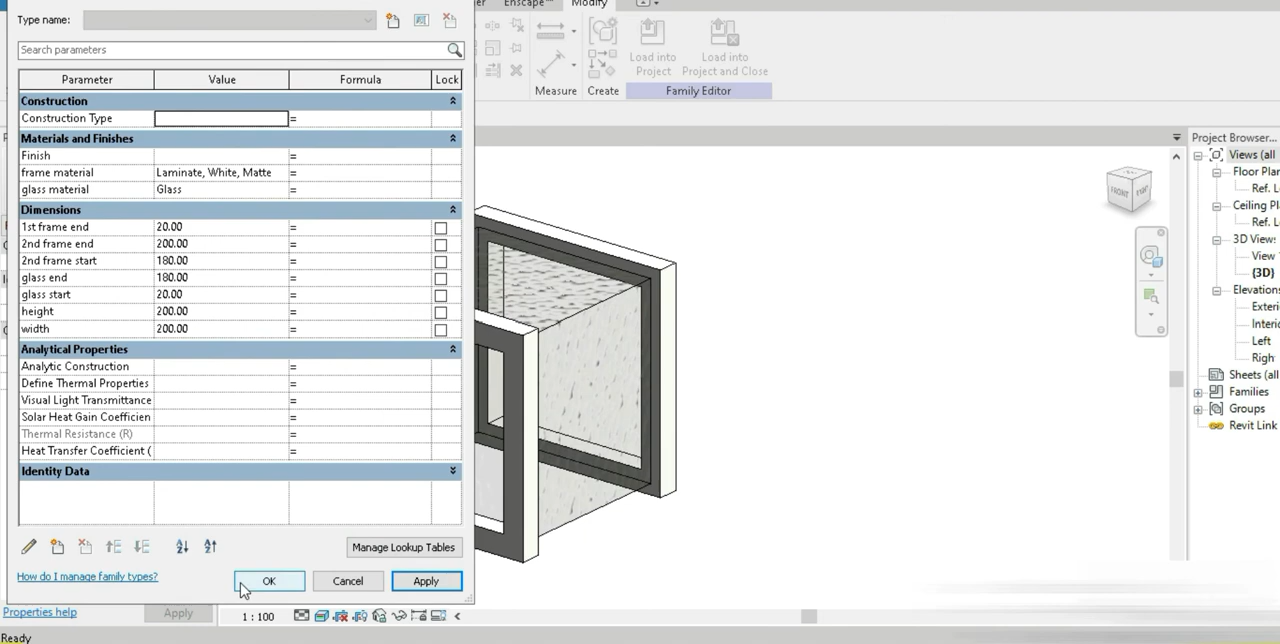 Type name:
Search parameters
Parameter Value Formula Lock
Construction
Construction Type =
Materials and Finishes
Finish =
frame material Laminate, White, Matte =
glass material Glass =
Dimensions
1st frame end 20.00 =
2nd frame end 200.00 =
2nd frame start 180.00 =
glass end 180.00 =
glass start 20.00 =
height 200.00 =
width 200.00 =
Analytical Properties
Analytic Construction =
Define Thermal Properties =
Visual Light Transmittance =
Solar Heat Gain Coefficien =
Thermal Resistance (R) =
Heat Transfer Coefficient ( =
Identity Data
Manage Lookup Tables
How do I manage family types?
OK Cancel Apply
Properties help
Apply
1 : 100
Ready
Enscape™ Modify
Measure
Create
Load into
Project
Load into
Project and Close
Family Editor
FRONT
Project Browser...
Views (all
Floor Plan
Ref. L
Ceiling Pl
Ref. L
3D View:
View
{3D}
Elevations
Exteri
Interio
Left
Righ
Sheets (all
Families
Groups
Revit Link